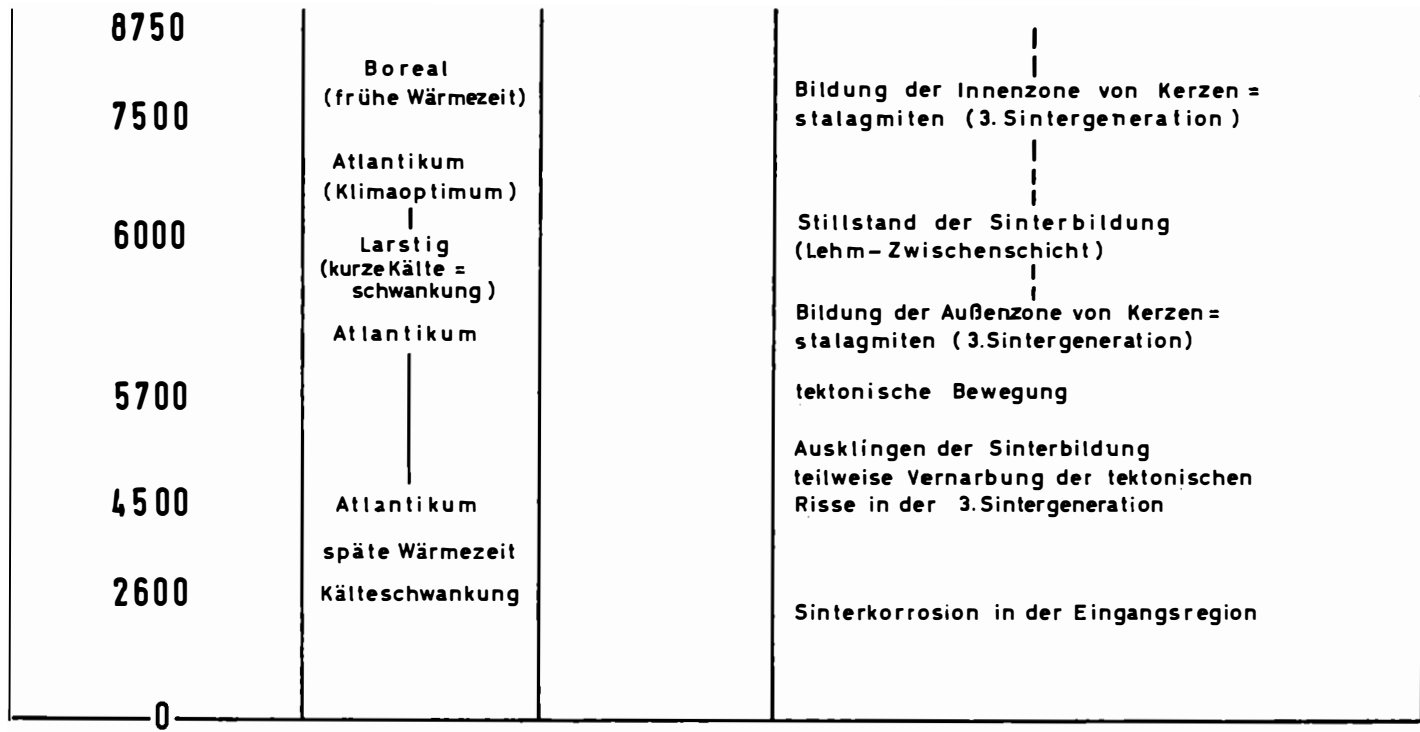 8750
Boreal
(frühe Wärmezeit)
Bildung der Innenzone von Kerzen=
stalagmiten (3. Sintergeneration)
7500
Atlantikum
(Klimaoptimum)
6000
Larstig
(kurze Kälte=
schwankung)
Stillstand der Sinterbildung
(Lehm-Zwischenschicht)
Atlantikum
Bildung der Außenzone von Kerzen=
stalagmiten (3.Sintergeneration)
5700
tektonische Bewegung
Ausklingen der Sinterbildung
teilweise Vernarbung der tektonischen
Risse in der 3.Sintergeneration
4500
Atlantikum
späte Wärmezeit
2600
Kälteschwankung
Sinterkorrosion in der Eingangsregion
0